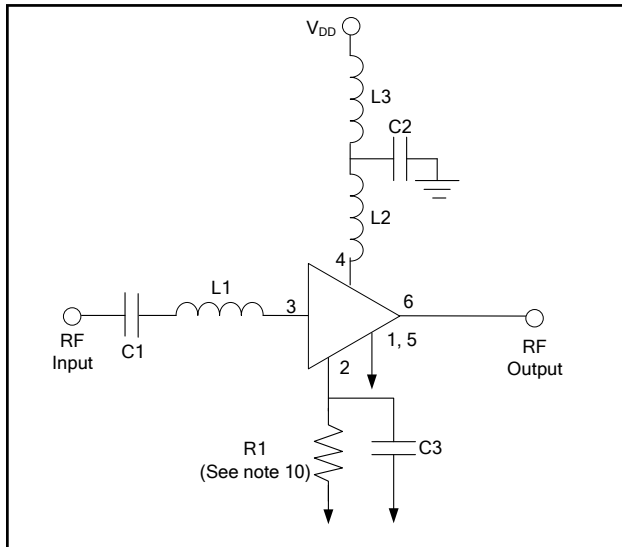 VDD
L3
C2
L2
4
L1
3
6
RF
Input
C1
1, 5
RF
Output
2
R1
(See note 10)
C3